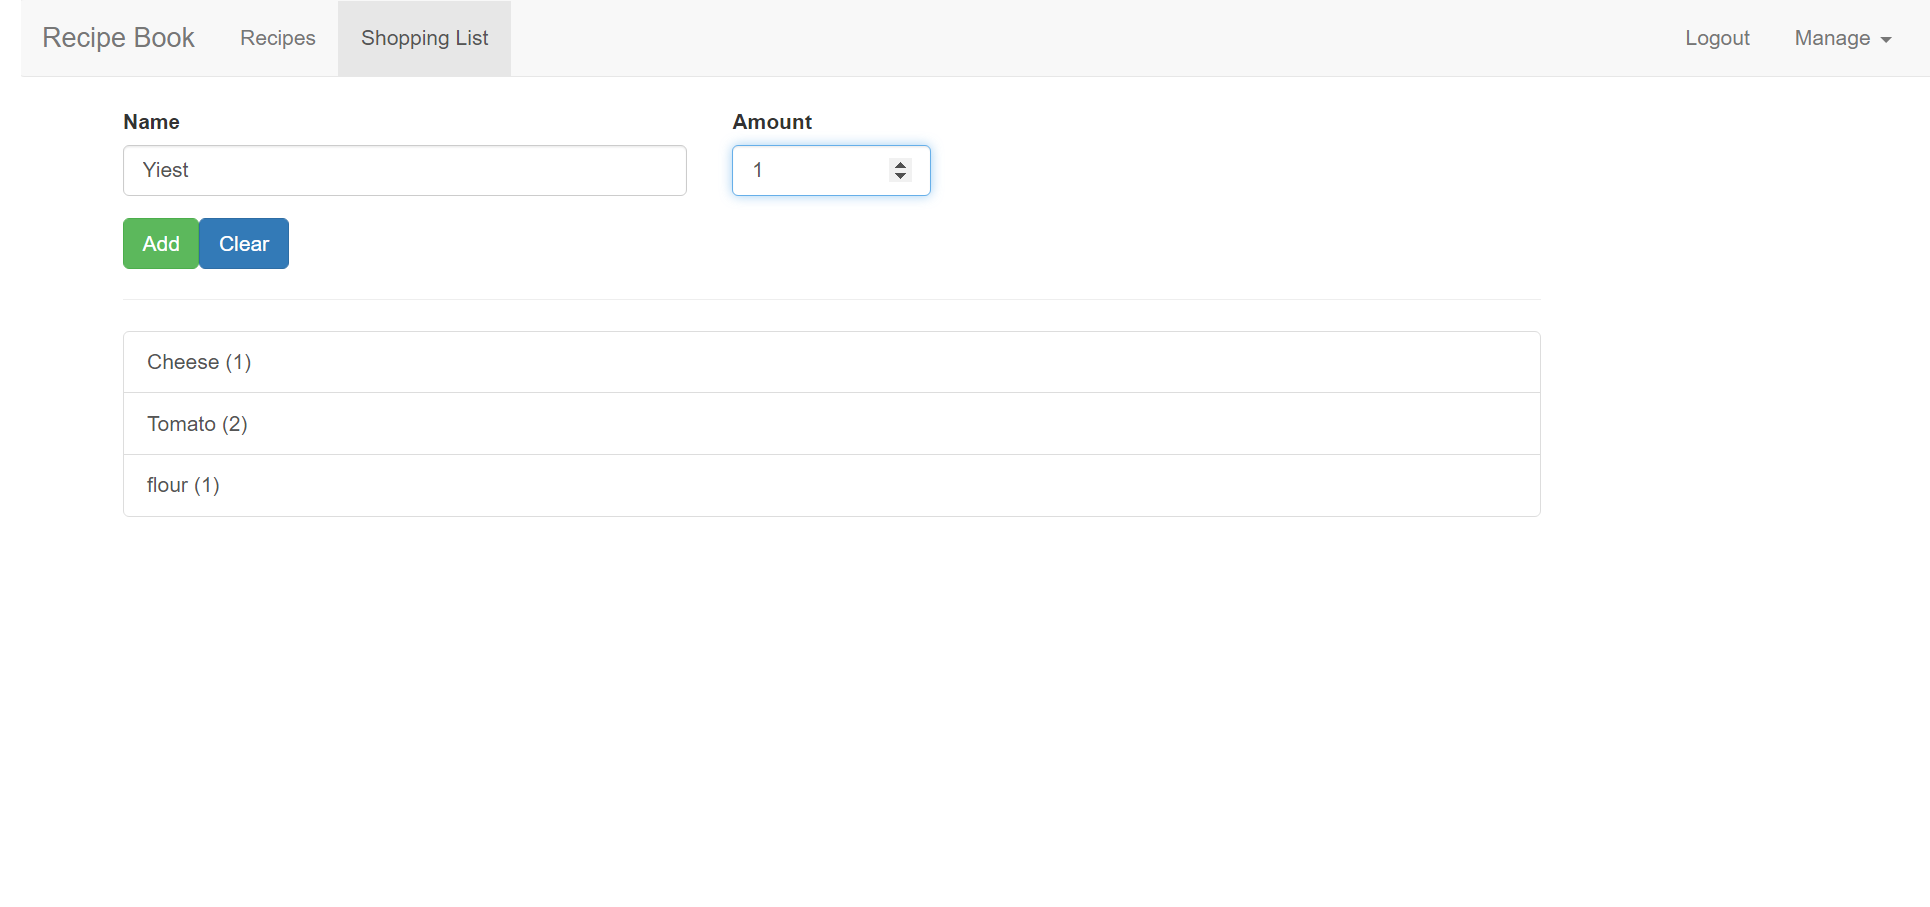 Recipe Book Recipes Shopping List Logout Manage
Name Amount
Yiest 1
Add Clear
Cheese (1)
Tomato (2)
flour (1)